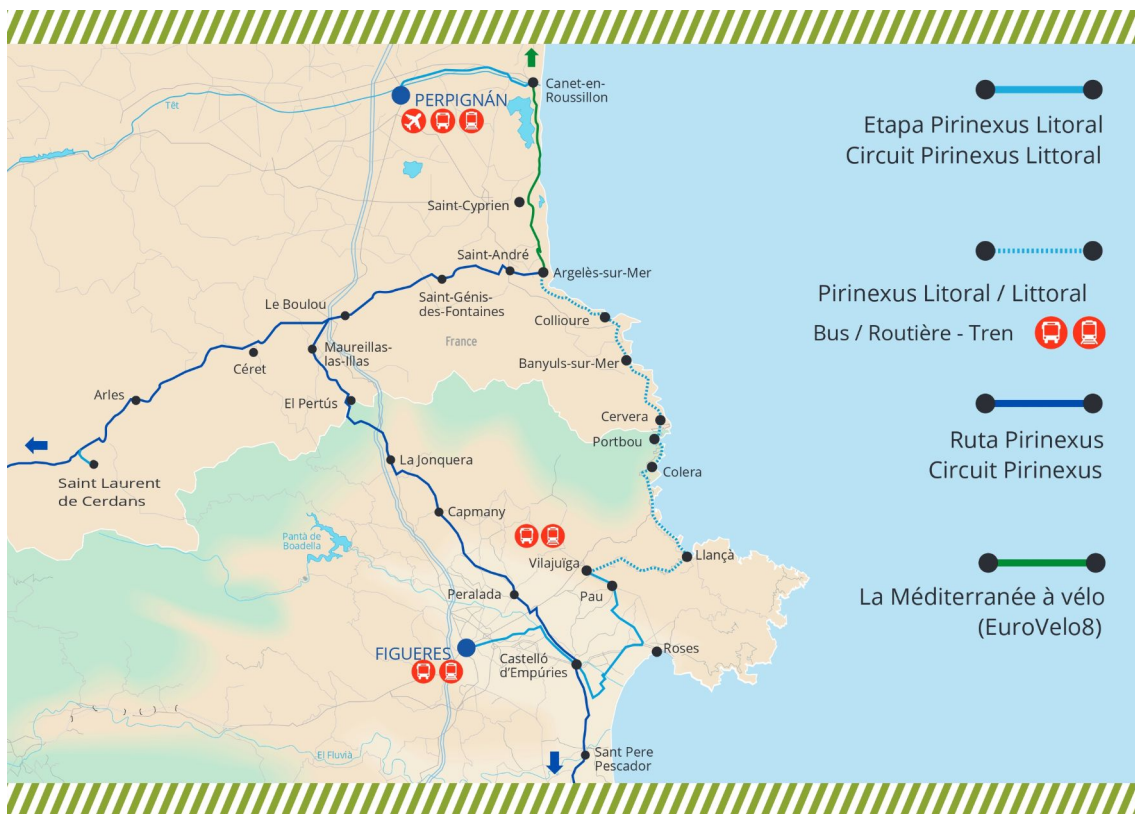 Canet-en-
Roussillon
PERPIGNÁN
Têt
Saint-Cyprien
Saint-André
Argelès-sur-Mer
Le Boulou
Saint-Génis-
des-Fontaines
Collioure
France
Maureillas-
las-Illas
Banyuls-sur-Mer
Céret
Arles
El Pertús
Cervera
Portbou
La Jonquera
Colera
Saint Laurent
de Cerdans
Capmany
Pantà de
Boadella
Vilajuïga
Llançà
Peralada
Pau
FIGUERES
Castelló
d'Empúries
Roses
El Fluvià
Sant Pere
Pescador
Etapa Pirinexus Litoral
Circuit Pirinexus Littoral
Pirinexus Litoral / Littoral
Bus / Routière - Tren
Ruta Pirinexus
Circuit Pirinexus
La Méditerranée à vélo
(EuroVelo8)